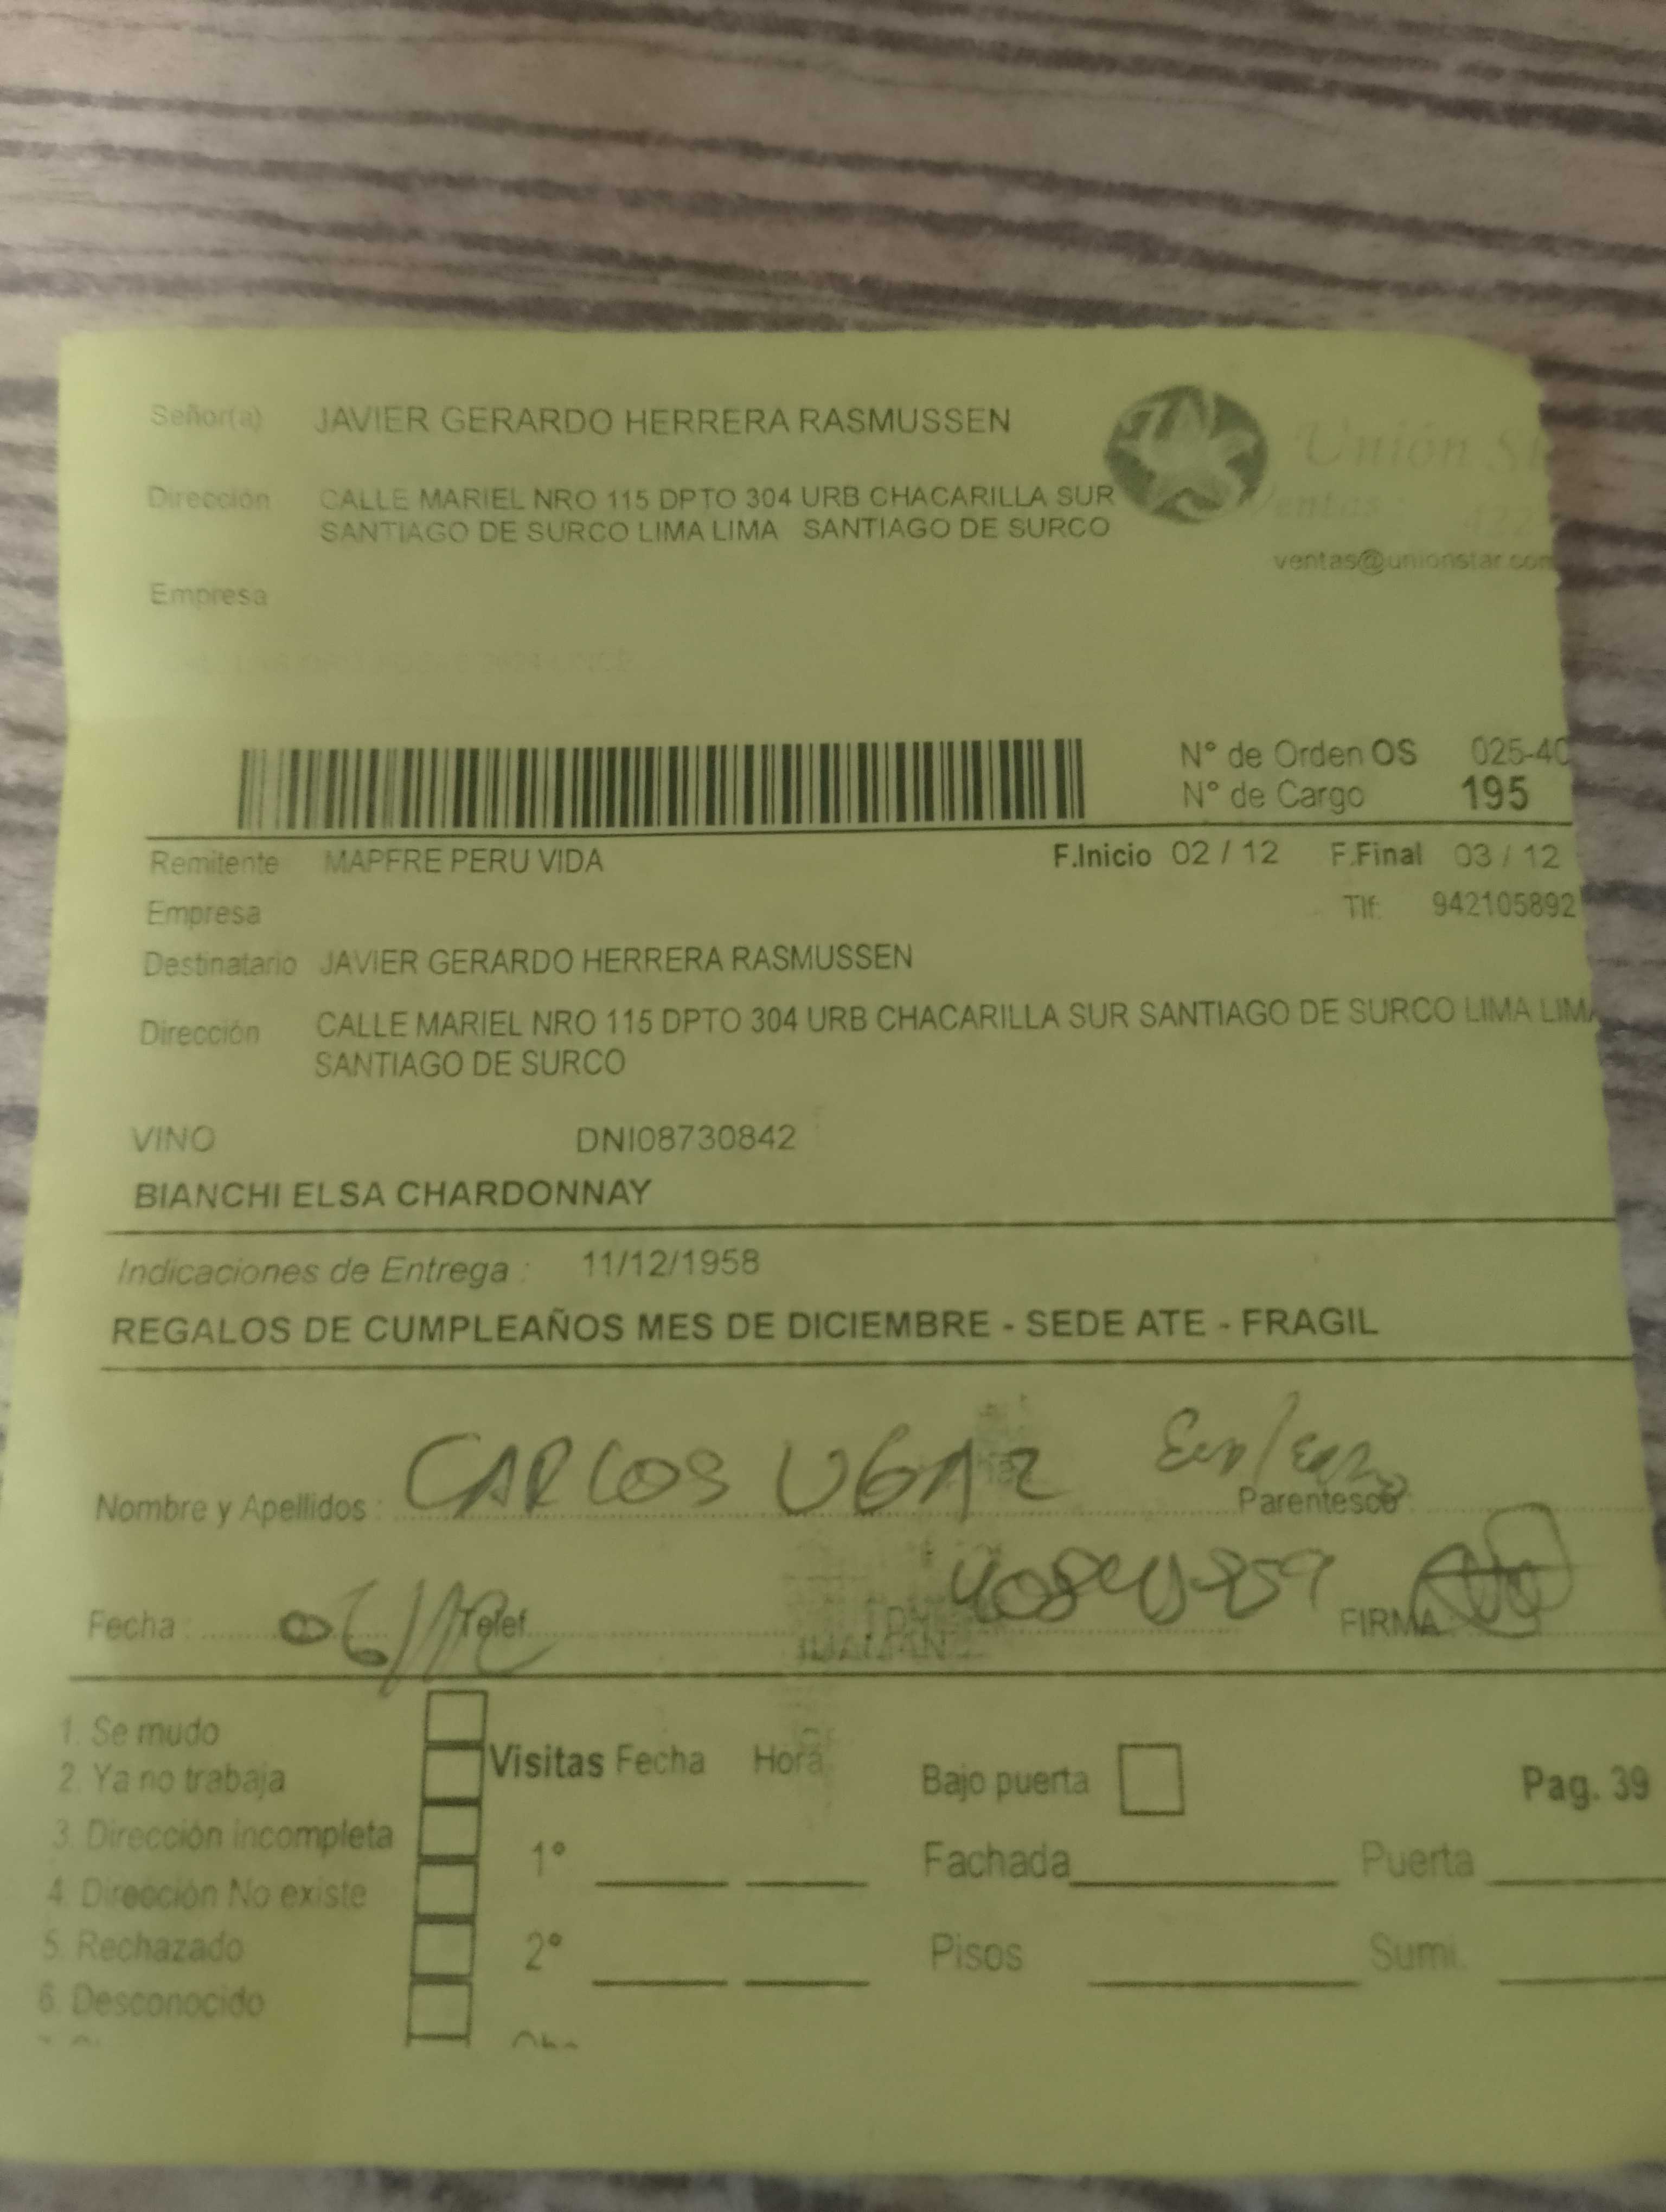 Señor(a) JAVIER GERARDO HERRERA RASMUSSEN
Unión St
Dirección CALLE MARIEL NRO 115 DPTO 304 URB CHACARILLA SUR
SANTIAGO DE SURCO LIMA LIMA SANTIAGO DE SURCO
Ventas :
ventas@unionstar.com
Empresa
N° de Orden OS 025-40
N° de Cargo 195
Remitente MAPFRE PERU VIDA F.Inicio 02 / 12 F.Final 03 / 12
Empresa Tlf: 942105892
Destinatario JAVIER GERARDO HERRERA RASMUSSEN
Dirección CALLE MARIEL NRO 115 DPTO 304 URB CHACARILLA SUR SANTIAGO DE SURCO LIMA LIMA
SANTIAGO DE SURCO
VINO DNI08730842
BIANCHI ELSA CHARDONNAY
Indicaciones de Entrega : 11/12/1958
REGALOS DE CUMPLEAÑOS MES DE DICIEMBRE - SEDE ATE - FRAGIL
Nombre y Apellidos : CARLOS UGAZ Parentesco
Fecha : 06/12 Telef. FIRMA
1. Se mudo
2. Ya no trabaja
3. Dirección incompleta
4. Dirección No existe
5. Rechazado
6. Desconocido
Visitas Fecha Hora
1°
2°
Bajo puerta Pag. 39
Fachada Puerta
Pisos Sumi.